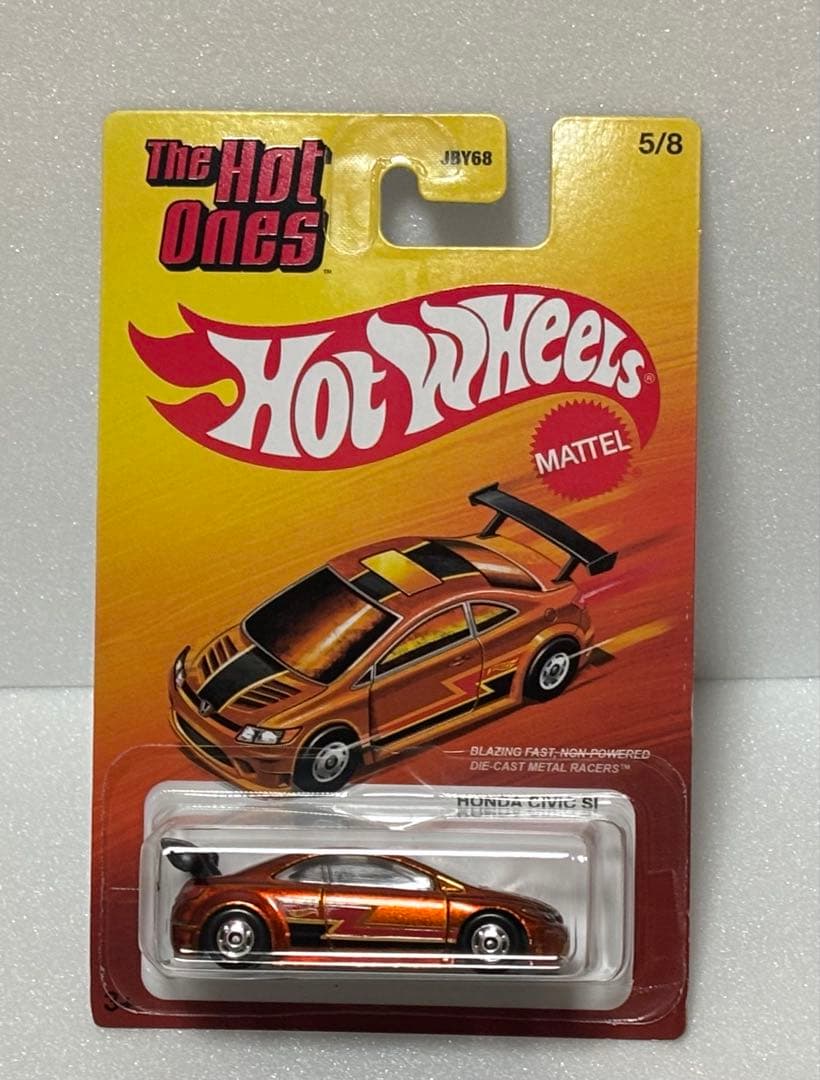 The Hot
Ones™
JBY68
5/8
Hot Wheels®
MATTEL
BLAZING FAST, NON-POWERED
DIE-CAST METAL RACERS™
HONDA CIVIC SI